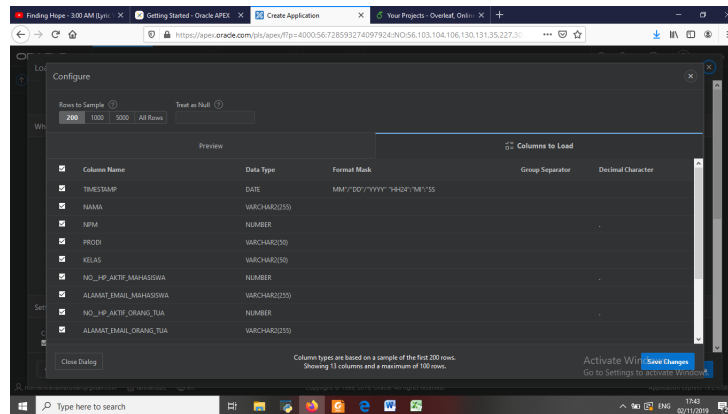 Finding Hope - 3:00 AM (Lyric
Getting Started - Oracle APEX
Create Application
Your Projects - Overleaf, Onlin
https://apex.oracle.com/pls/apex/f?p=4000:56:728593274097924::NO:56.103.104.106.130.131.35.227.30
Configure
Rows to Sample
Treat as Null
200 1000 5000 All Rows
Preview
Columns to Load
Column Name Data Type Format Mask Group Separator Decimal Character
TIMESTAMP DATE MM"/"DD"/"YYYY" "HH24":"MI":"SS
NAMA VARCHAR2(255)
NPM NUMBER .
PRODI VARCHAR2(50)
KELAS VARCHAR2(50)
NO__HP_AKTIF_MAHASISWA NUMBER .
ALAMAT_EMAIL_MAHASISWA VARCHAR2(255)
NO__HP_AKTIF_ORANG_TUA NUMBER .
ALAMAT_EMAIL_ORANG_TUA VARCHAR2(255)
Close Dialog
Column types are based on a sample of the first 200 rows.
Showing 13 columns and a maximum of 100 rows.
Save Changes
Activate Win
Go to Settings to activate Windows.
Type here to search
ENG
17:43
02/11/2019